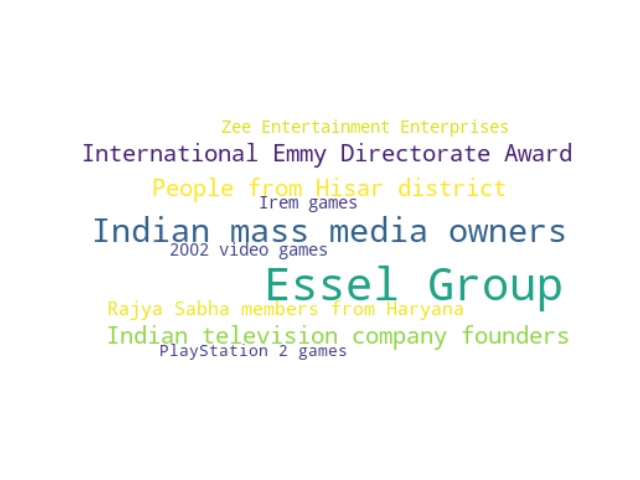 Zee Entertainment Enterprises
International Emmy Directorate Award
People from Hisar district
Irem games
Indian mass media owners
2002 video games
Essel Group
Rajya Sabha members from Haryana
Indian television company founders
PlayStation 2 games